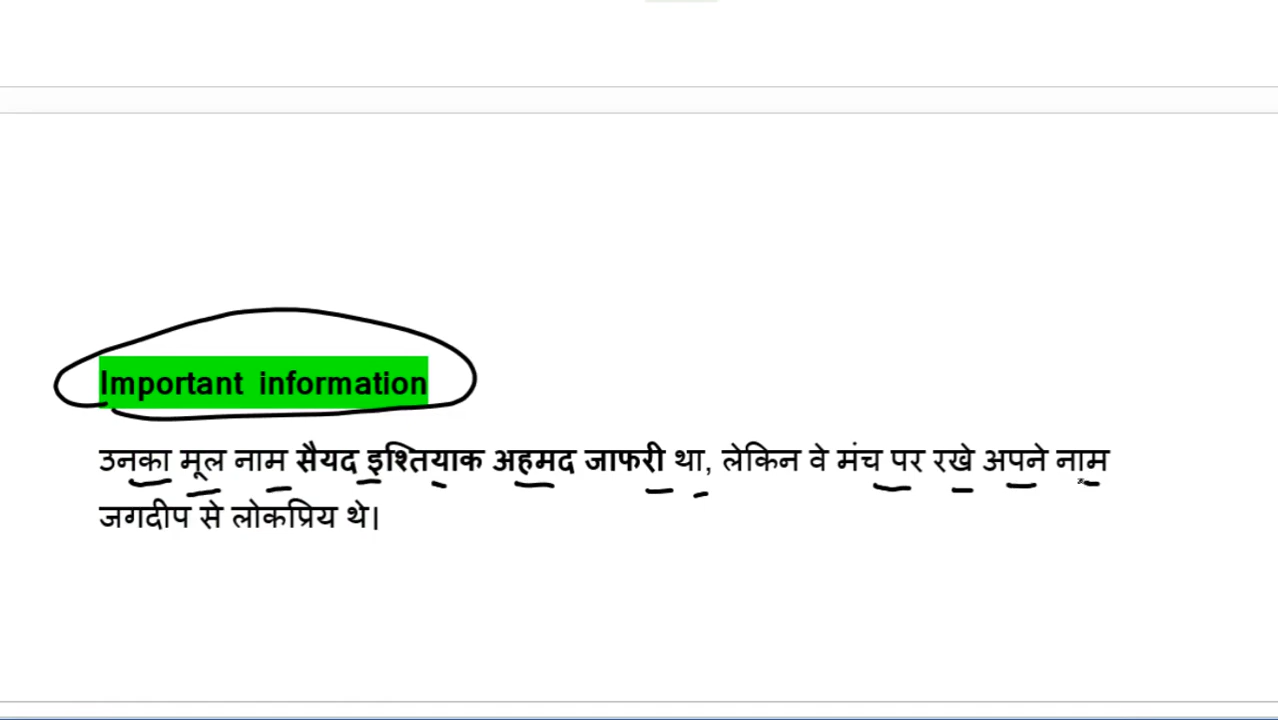 Important information
उनका मूल नाम सैयद इश्तियाक अहमद जाफरी था, लेकिन वे मंच पर रखे अपने नाम
जगदीप से लोकप्रिय थे।